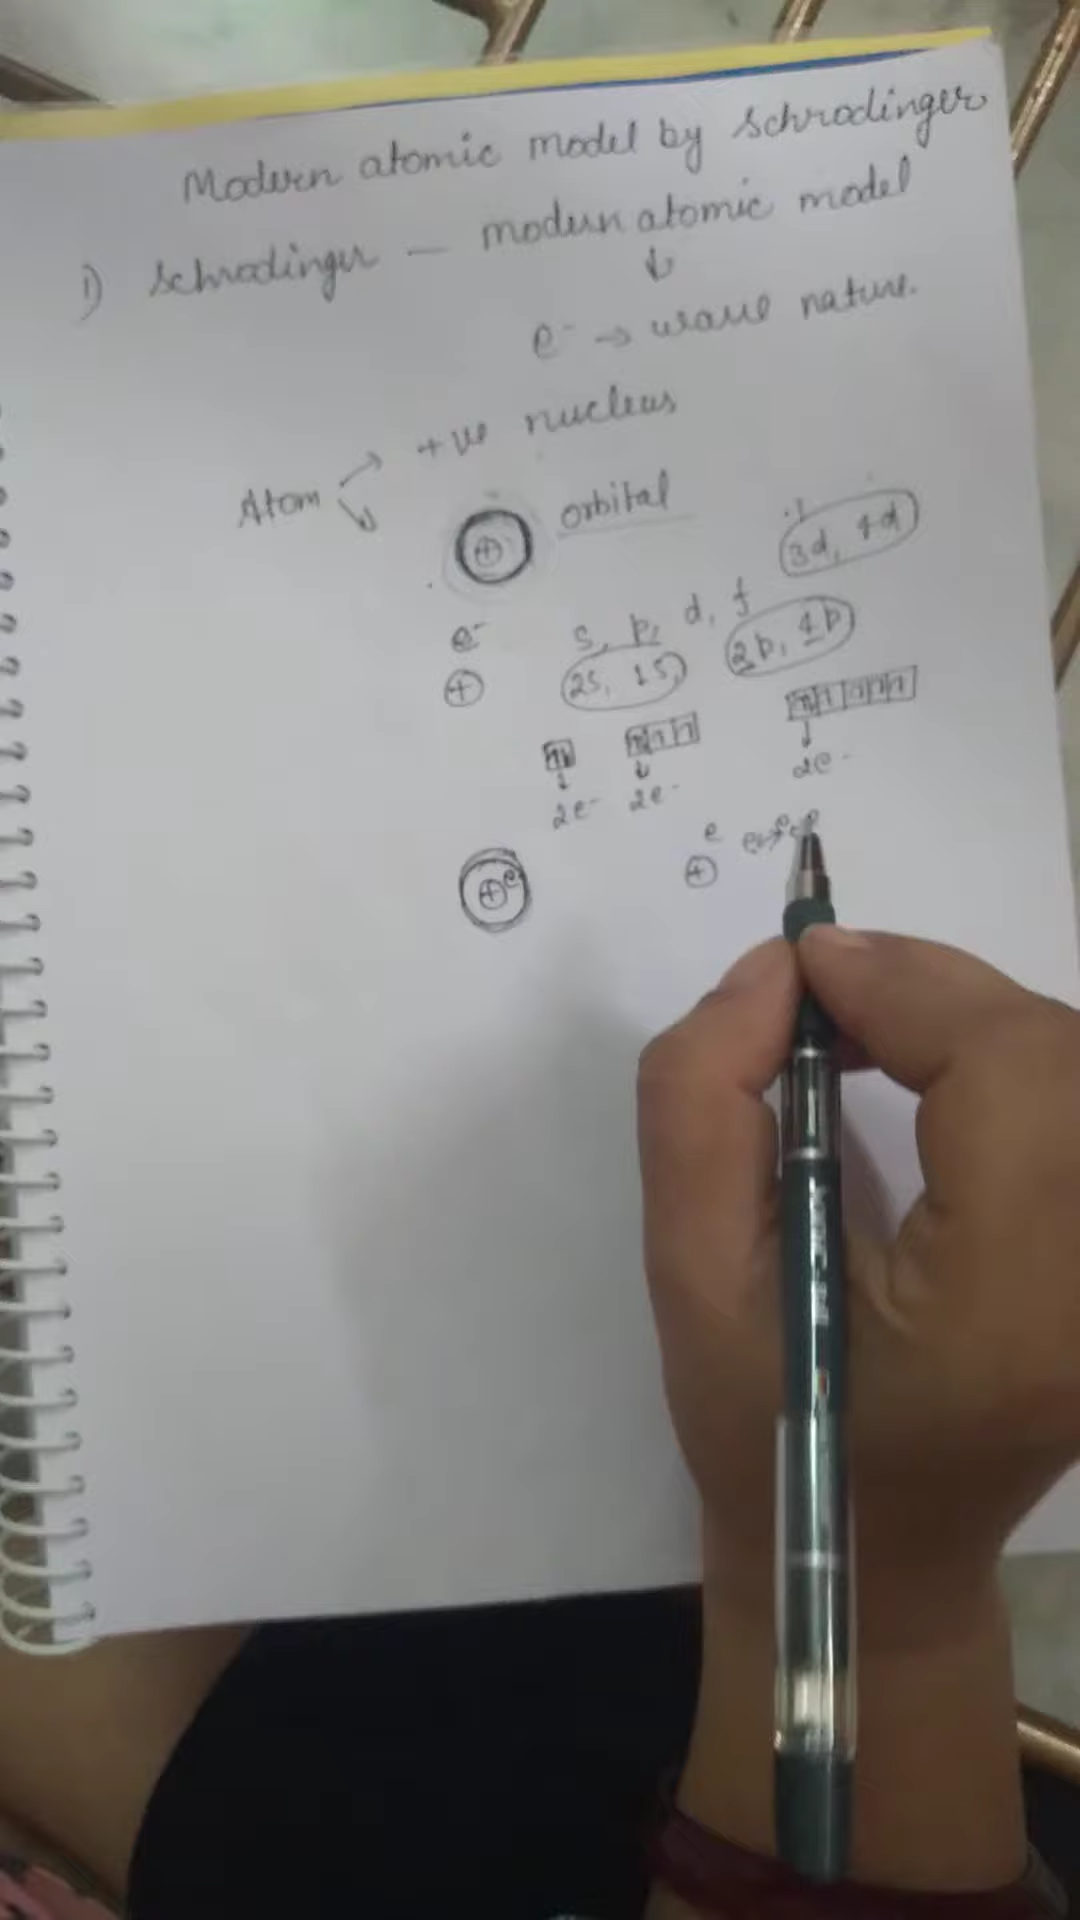 Modern atomic model by schrodinger
1) schrodinger — modern atomic model
↓
e⁻ → wave nature.
+ve nucleus
Atom
⊕ orbital
3d, 4d
e⁻ s, p, d, f
⊕ 2s, 1s, 2p, 4p
2e⁻ 2e⁻ 2e⁻
e
⊕ e ⊕